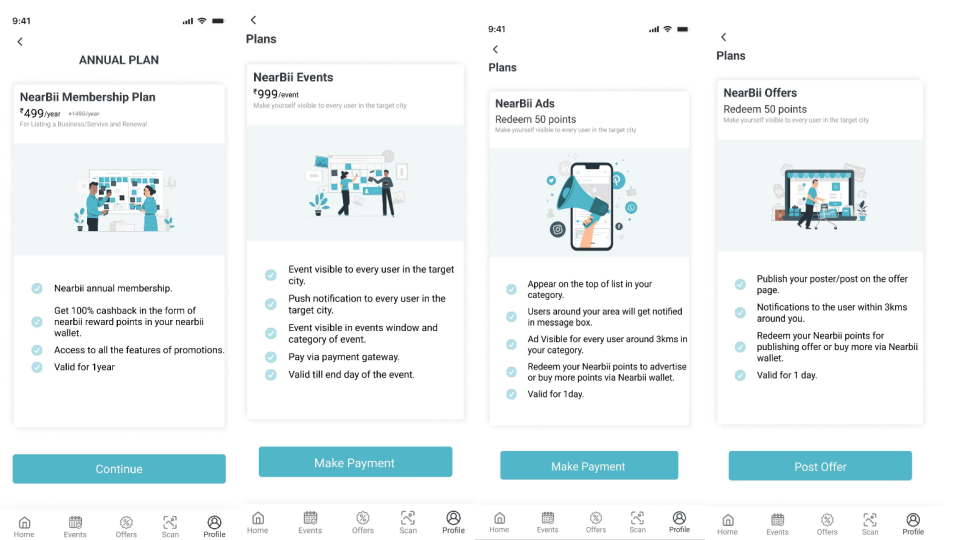 9:41
ANNUAL PLAN
NearBii Membership Plan
₹499/year ₹1499/year
For Listing a Business/Servive and Renewal
Nearbii annual membership.
Get 100% cashback in the form of
nearbii reward points in your nearbii
wallet.
Access to all the features of promotions.
Valid for 1year
Continue
Home Events Offers Scan Profile
Plans
NearBii Events
₹999/event
Make yourself visible to every user in the target city
Event visible to every user in the target
city.
Push notification to every user in the
target city.
Event visible in events window and
category of event.
Pay via payment gateway.
Valid till end day of the event.
Make Payment
Home Events Offers Scan Profile
9:41
Plans
NearBii Ads
Redeem 50 points
Make yourself visible to every user in the target city
Appear on the top of list in your
category.
Users around your area will get notified
in message box.
Ad Visible for every user around 3kms in
your category.
Redeem your Nearbii points to advertise
or buy more points via Nearbii wallet.
Valid for 1day.
Make Payment
Home Events Offers Scan Profile
Plans
NearBii Offers
Redeem 50 points
Make yourself visible to every user in the target city
Publish your poster/post on the offer
page.
Notifications to the user within 3kms
around you.
Redeem your Nearbii points for
publishing offer or buy more via Nearbii
wallet.
Valid for 1 day.
Post Offer
Home Events Offers Scan Profile